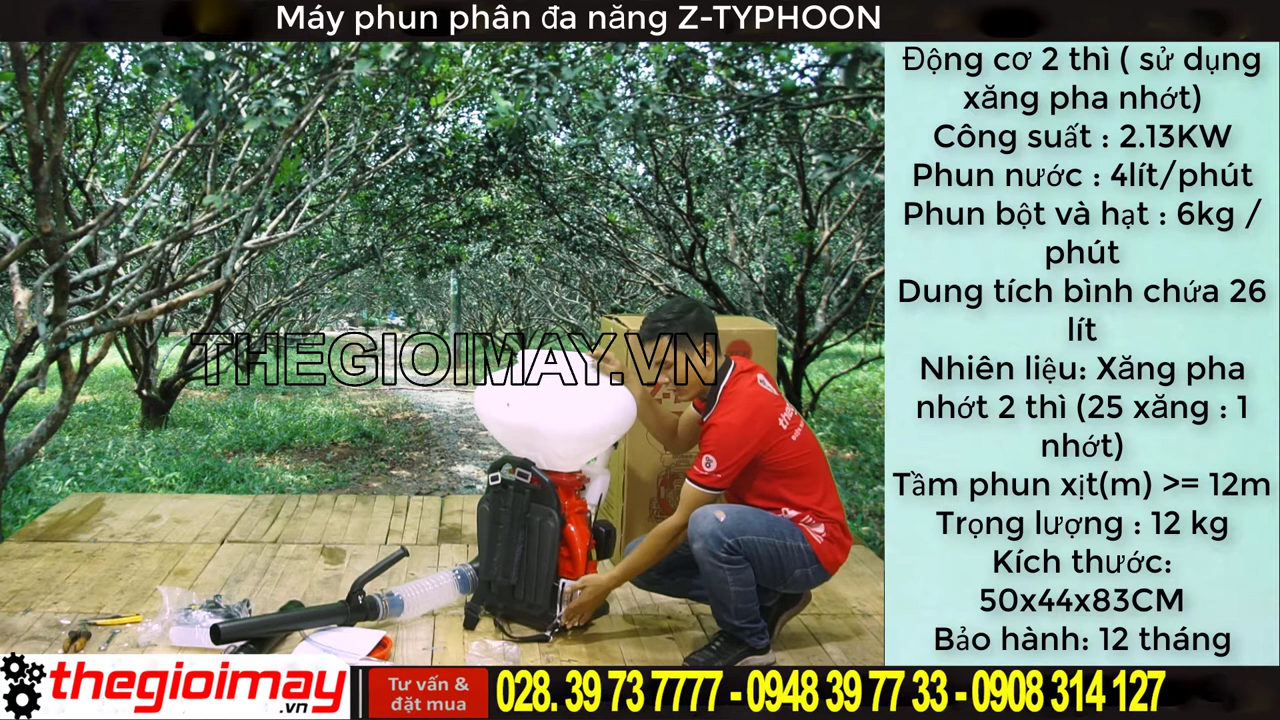 Máy phun phân đa năng Z-TYPHOON
Động cơ 2 thì ( sử dụng
xăng pha nhớt)
Công suất : 2.13KW
Phun nước : 4lít/phút
Phun bột và hạt : 6kg /
phút
Dung tích bình chứa 26
lít
Nhiên liệu: Xăng pha
nhớt 2 thì (25 xăng : 1
nhớt)
Tầm phun xịt(m) >= 12m
Trọng lượng : 12 kg
Kích thước:
50x44x83CM
Bảo hành: 12 tháng
THEGIOIMAY.VN
thegioimay
.vn
Tư vấn &
đặt mua
028. 39 73 7777 - 0948 39 77 33 - 0908 314 127